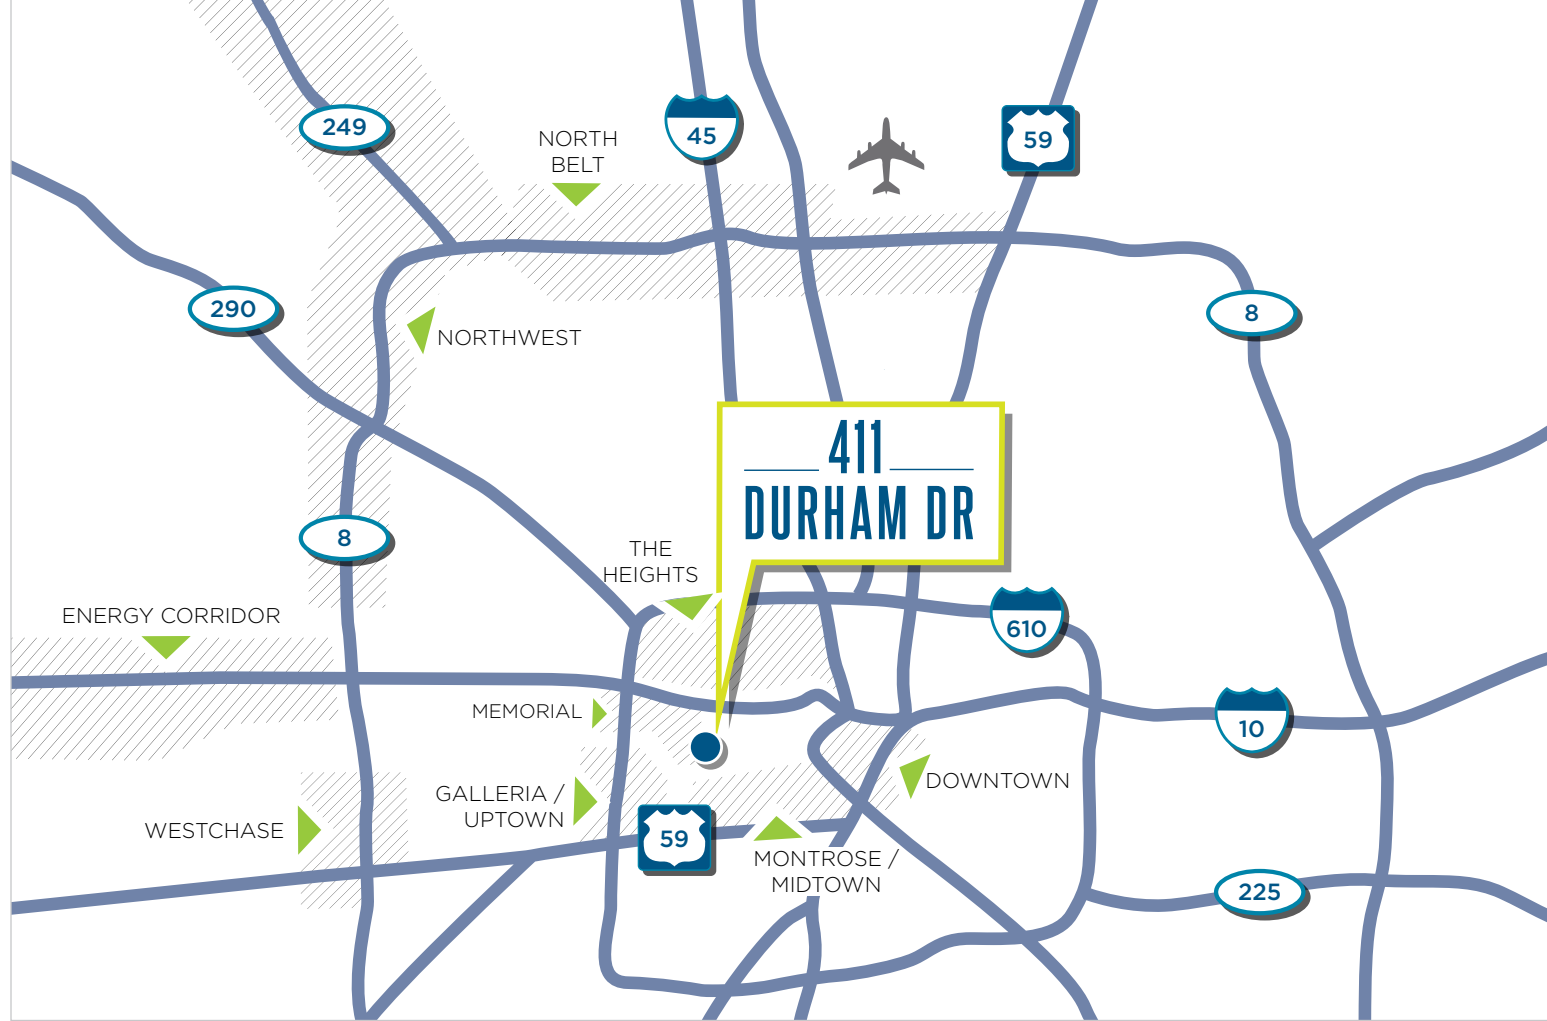 249
NORTH
BELT
45
59
290
8
NORTHWEST
411
DURHAM DR
8
THE
HEIGHTS
ENERGY CORRIDOR
610
MEMORIAL
10
DOWNTOWN
GALLERIA /
UPTOWN
WESTCHASE
59
MONTROSE /
MIDTOWN
225